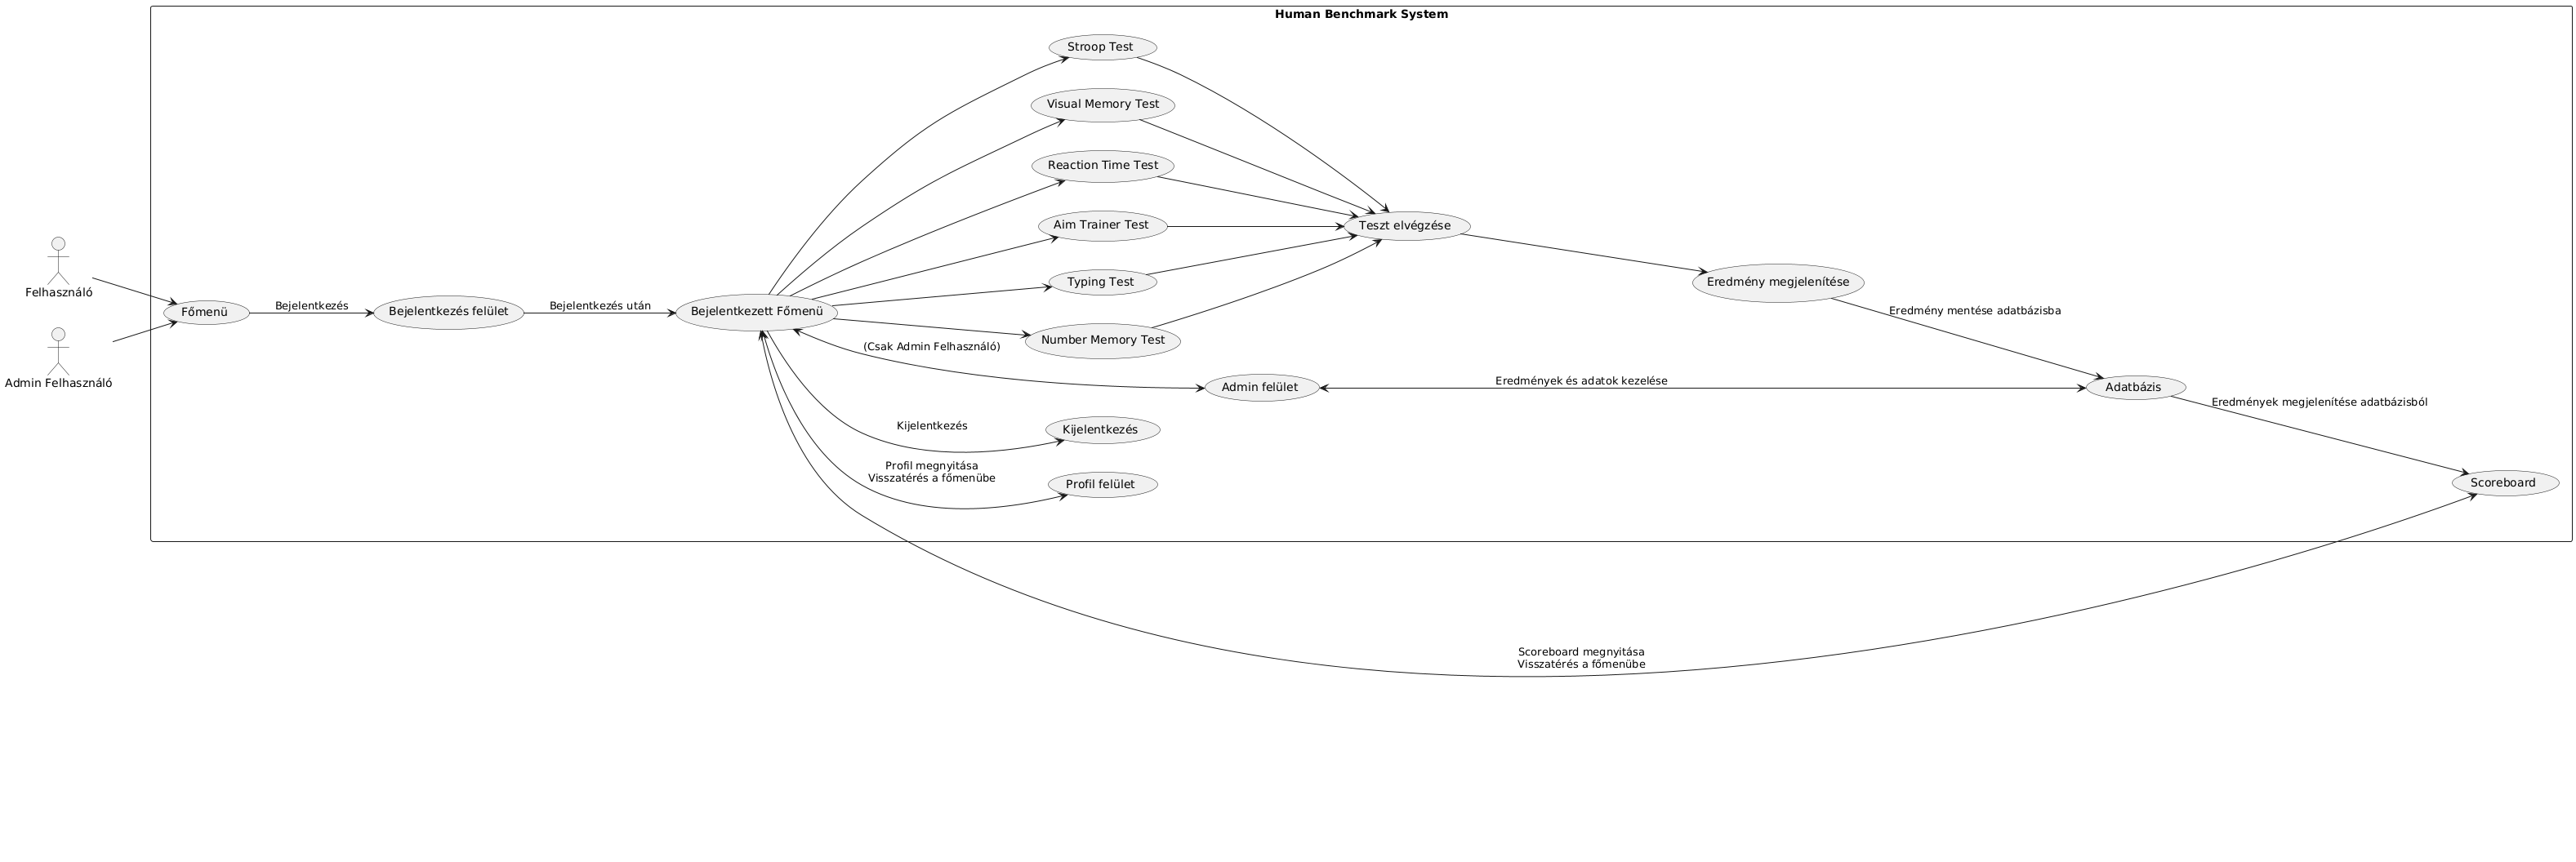 Human Benchmark System
Stroop Test
Visual Memory Test
Reaction Time Test
Aim Trainer Test
Teszt elvégzése
Typing Test
Eredmény megjelenítése
Felhasználó
Bejelentkezés
Bejelentkezés után
Főmenü
Bejelentkezés felület
Bejelentkezett Főmenü
Eredmény mentése adatbázisba
Number Memory Test
(Csak Admin Felhasználó)
Admin Felhasználó
Admin felület
Eredmények és adatok kezelése
Adatbázis
Eredmények megjelenítése adatbázisból
Kijelentkezés
Kijelentkezés
Profil megnyitása
Visszatérés a főmenübe
Profil felület
Scoreboard
Scoreboard megnyitása
Visszatérés a főmenübe